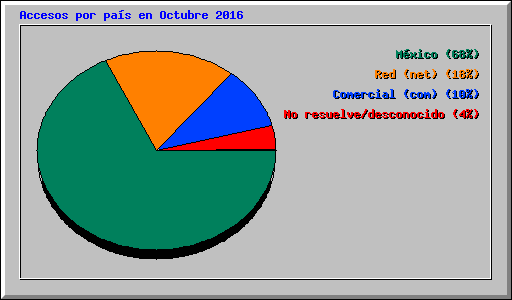 Accesos por país en Octubre 2016
México (68%)
Red (net) (18%)
Comercial (com) (10%)
No resuelve/desconocido (4%)